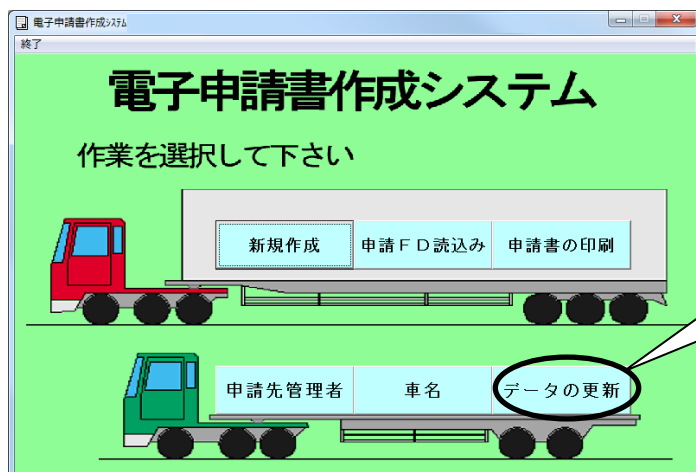 電子申請書作成システム
終了
電子申請書作成システム
作業を選択して下さい
新規作成 申請ＦＤ読込み 申請書の印刷
申請先管理者 車名 データの更新